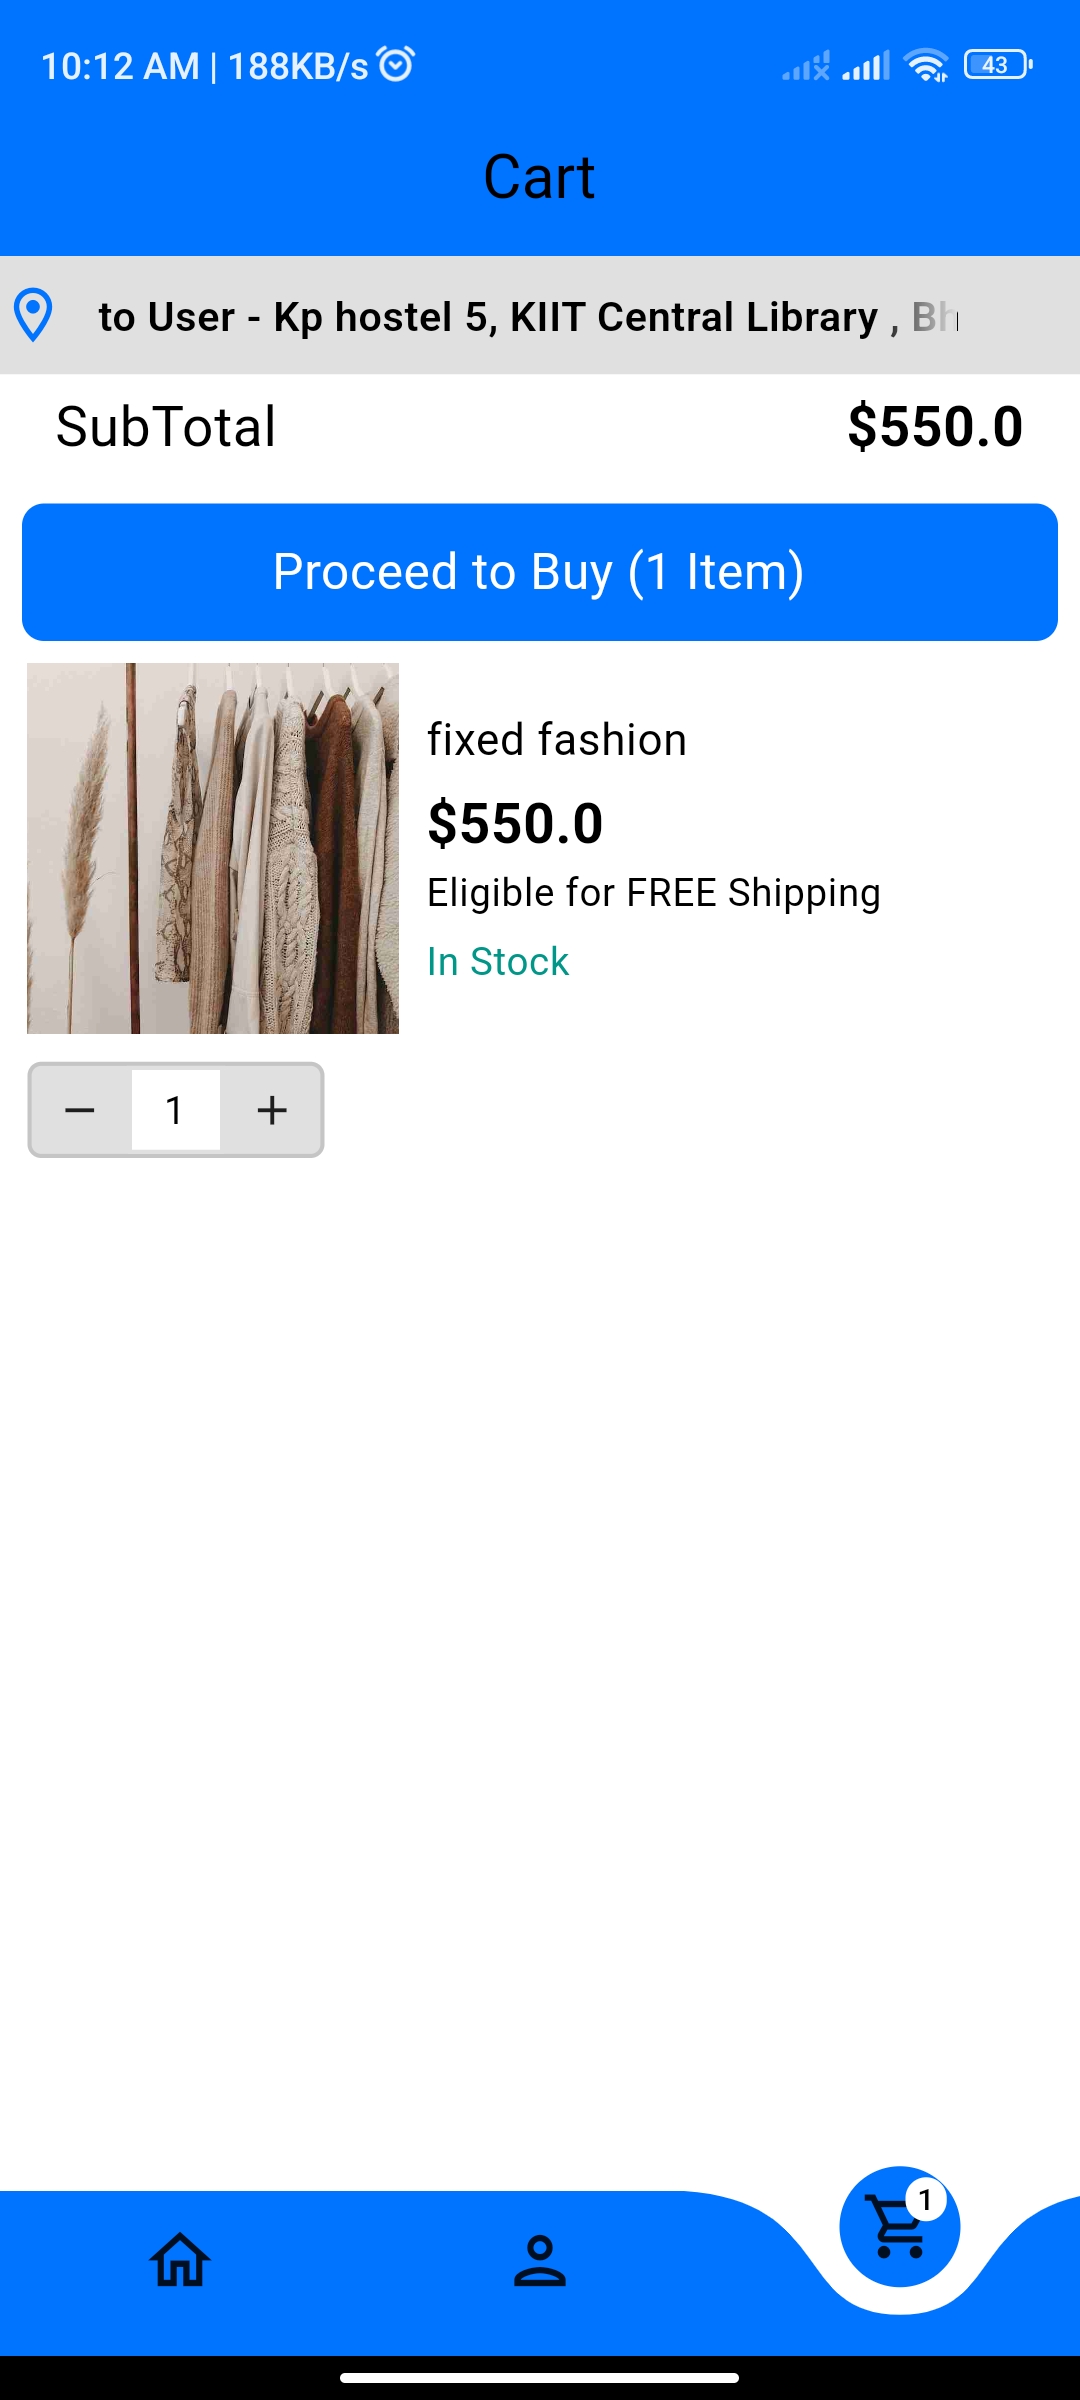 10:12 AM | 188KB/s
43
Cart
to User - Kp hostel 5, KIIT Central Library ,
SubTotal
$550.0
Proceed to Buy (1 Item)
fixed fashion
$550.0
Eligible for FREE Shipping
In Stock
1
1